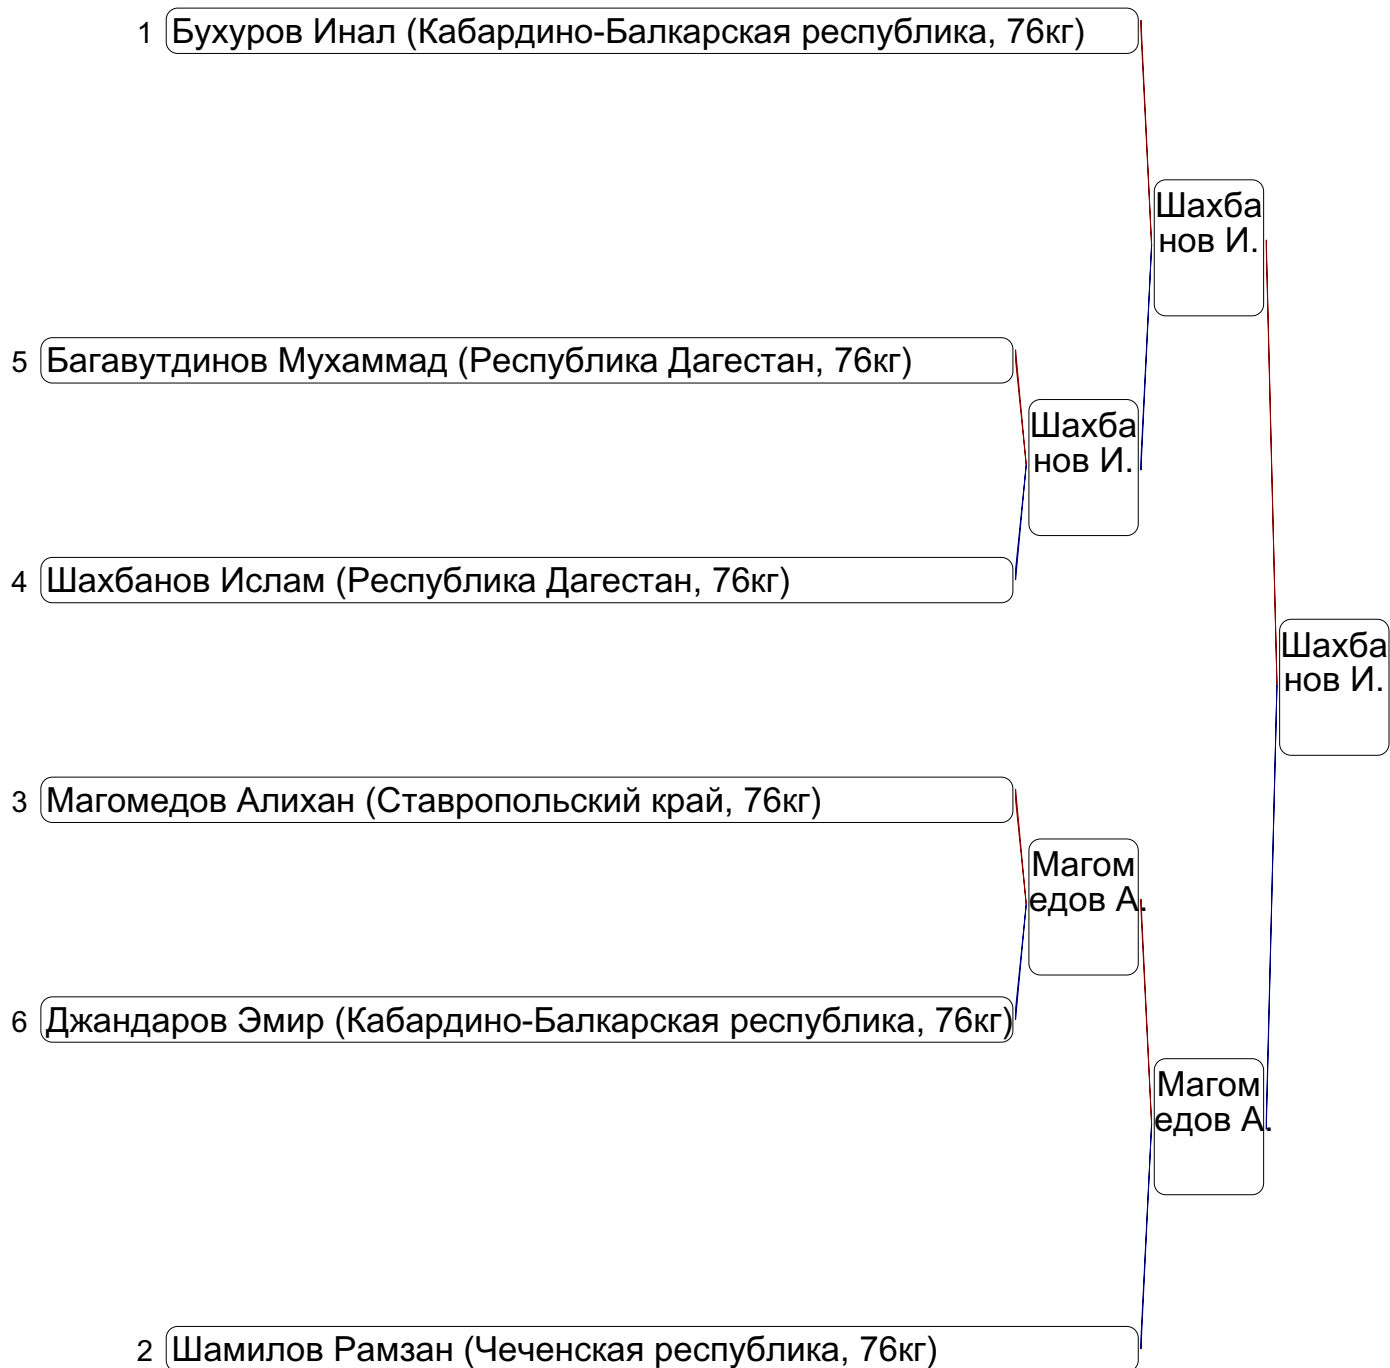 1 Бухуров Инал (Кабардино-Балкарская республика, 76кг)
Шахба
нов И.
5 Багавутдинов Мухаммад (Республика Дагестан, 76кг)
Шахба
нов И.
4 Шахбанов Ислам (Республика Дагестан, 76кг)
Шахба
нов И.
3 Магомедов Алихан (Ставропольский край, 76кг)
Магом
едов А.
6 Джандаров Эмир (Кабардино-Балкарская республика, 76кг)
Магом
едов А.
2 Шамилов Рамзан (Чеченская республика, 76кг)